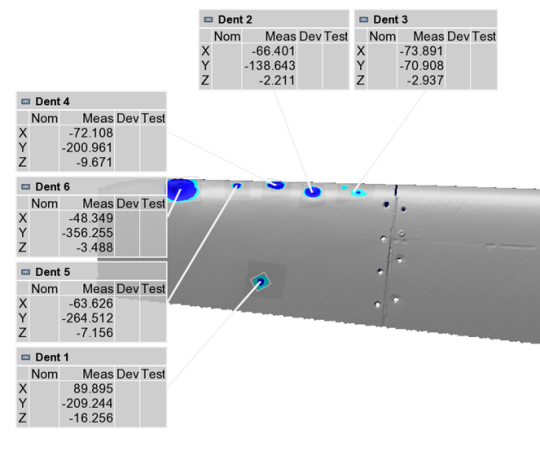 Dent 2
Nom Meas Dev Test
X -66.401
Y -138.643
Z -2.211
Dent 3
Nom Meas Dev Test
X -73.891
Y -70.908
Z -2.937
Dent 4
Nom Meas Dev Test
X -72.108
Y -200.961
Z -9.671
Dent 6
Nom Meas Dev Test
X -48.349
Y -356.255
Z -3.488
Dent 5
Nom Meas Dev Test
X -63.626
Y -264.512
Z -7.156
Dent 1
Nom Meas Dev Test
X 89.895
Y -209.244
Z -16.256